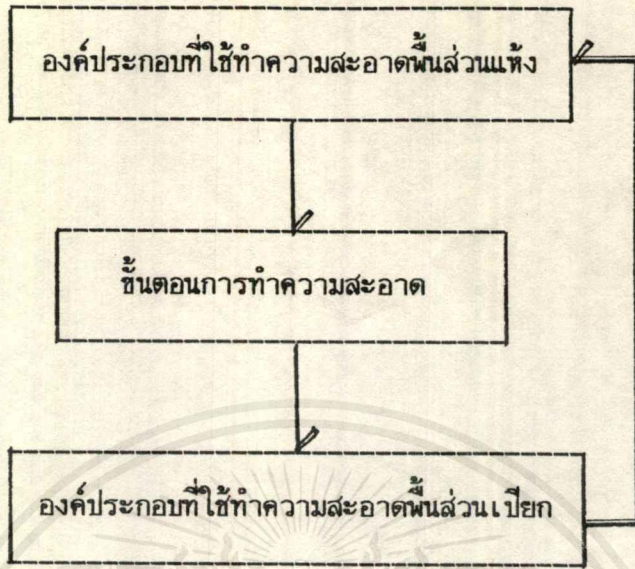 องค์ประกอบที่ใช้ทำความสะอาดพื้นส่วนแห้ง
ขั้นตอนการทำความสะอาด
องค์ประกอบที่ใช้ทำความสะอาดพื้นส่วนเปียก